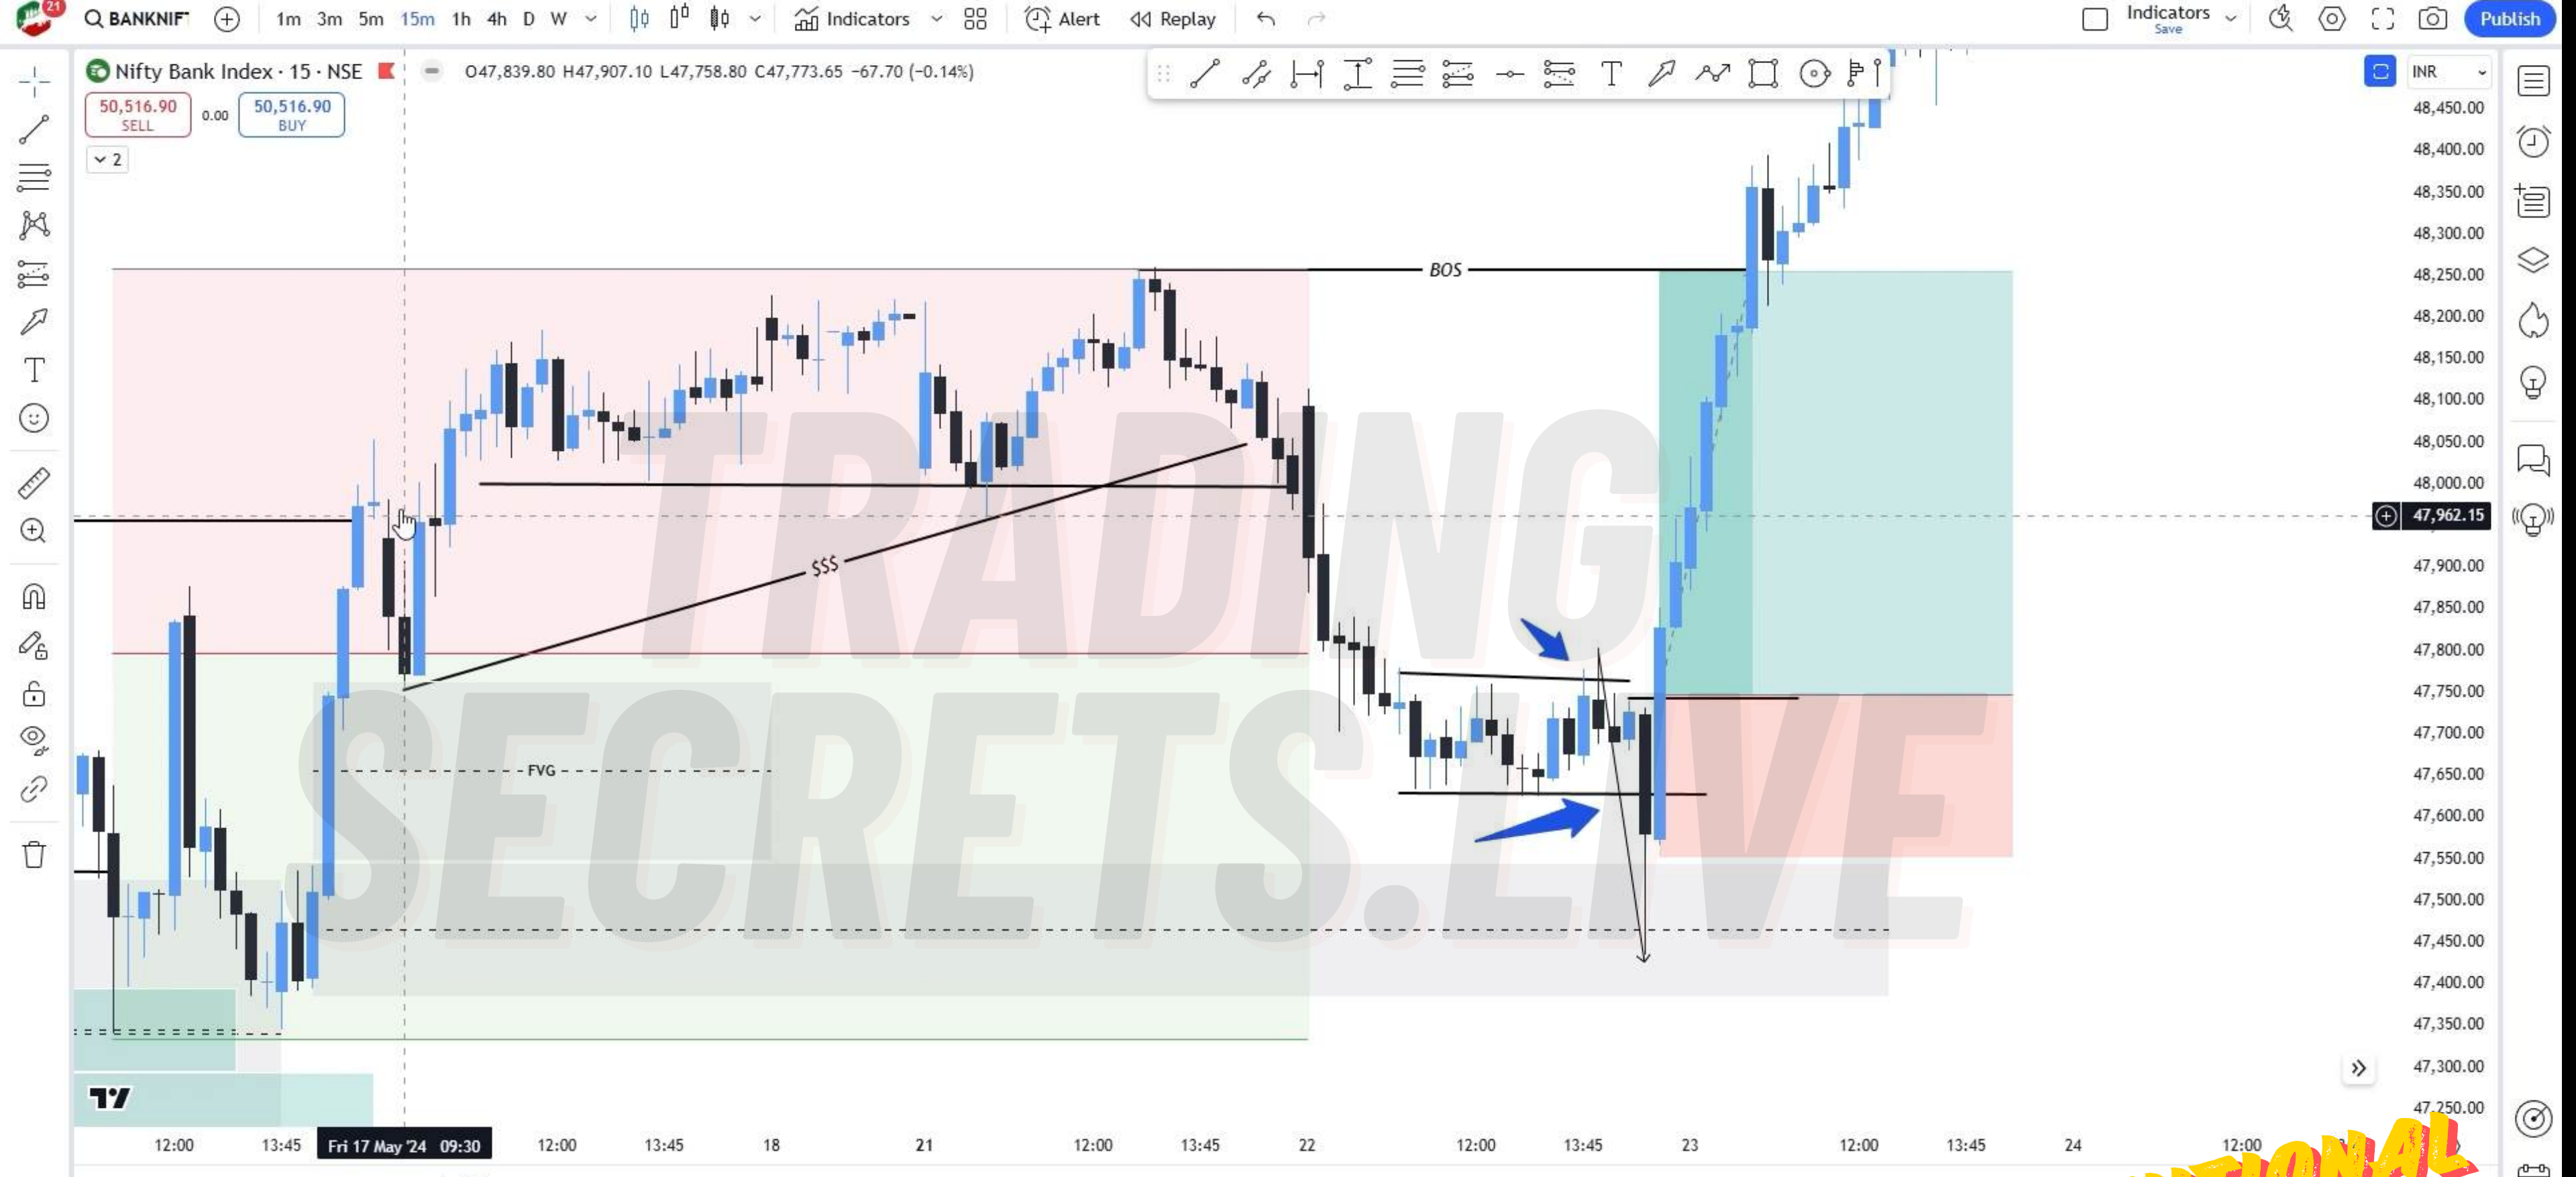 21
BANKNIF
1m 3m 5m 15m 1h 4h D W
Indicators
Alert
Replay
Indicators
Save
Publish
Nifty Bank Index · 15 · NSE
O47,839.80 H47,907.10 L47,758.80 C47,773.65 −67.70 (−0.14%)
INR
50,516.90
SELL
0.00
50,516.90
BUY
2
48,450.00
48,400.00
48,350.00
48,300.00
BOS
48,250.00
48,200.00
48,150.00
48,100.00
48,050.00
48,000.00
47,962.15
$$$
47,900.00
47,850.00
47,800.00
47,750.00
47,700.00
FVG
47,650.00
47,600.00
47,550.00
47,500.00
47,450.00
47,400.00
47,350.00
47,300.00
47,250.00
TRADING
SECRETS.LIVE
12:00 13:45 Fri 17 May '24 09:30 12:00 13:45 18 21 12:00 13:45 22 12:00 13:45 23 12:00 13:45 24 12:00